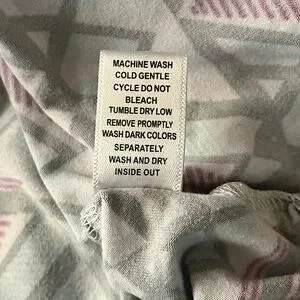 MACHINE WASH
COLD GENTLE
CYCLE DO NOT
BLEACH
TUMBLE DRY LOW
REMOVE PROMPTLY
WASH DARK COLORS
SEPARATELY
WASH AND DRY
INSIDE OUT